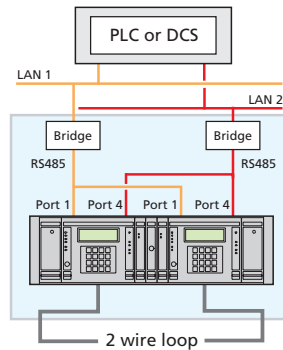 PLC or DCS
LAN 1
LAN 2
Bridge
Bridge
RS485
RS485
Port 1
Port 4
Port 1
Port 4
2 wire loop